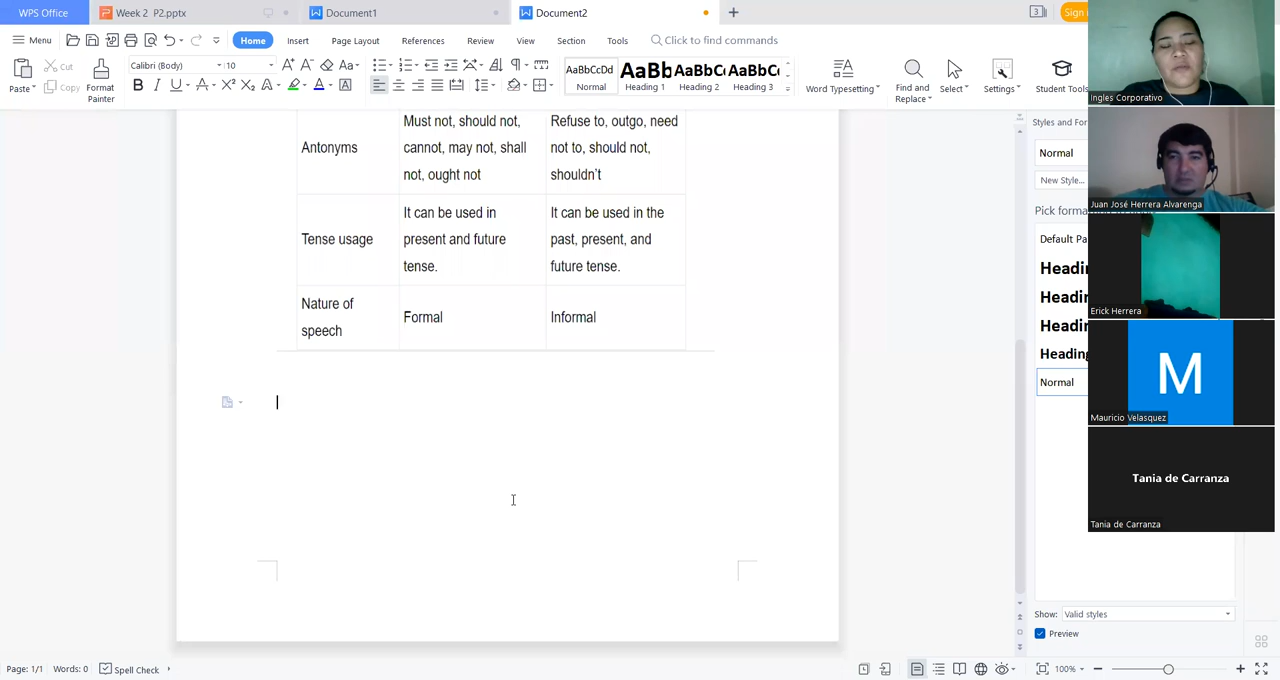 WPS Office
Week 2 P2.pptx
Document1
Document2
3
Sign
Menu
Home
Insert
Page Layout
References
Review
View
Section
Tools
Click to find commands
Paste
Cut
Copy
Format
Painter
Calibri (Body)
10
AaBbCcDd
Normal
AaBb
Heading 1
AaBbCc
Heading 2
AaBbCc
Heading 3
Word Typesetting
Find and
Replace
Select
Settings
Student Tools
Antonyms
Must not, should not,
cannot, may not, shall
not, ought not
Refuse to, outgo, need
not to, should not,
shouldn't
Tense usage
It can be used in
present and future
tense.
It can be used in the
past, present, and
future tense.
Nature of
speech
Formal
Informal
Styles and For
Normal
New Style...
Pick
Default Pa
Headin
Headin
Headin
Heading
Normal
Show: Valid styles
Preview
Ingles Corporativo
Juan José Herrera Alvarenga
Erick Herrera
M
Mauricio Velasquez
Tania de Carranza
Tania de Carranza
Page: 1/1
Words: 0
Spell Check
100%